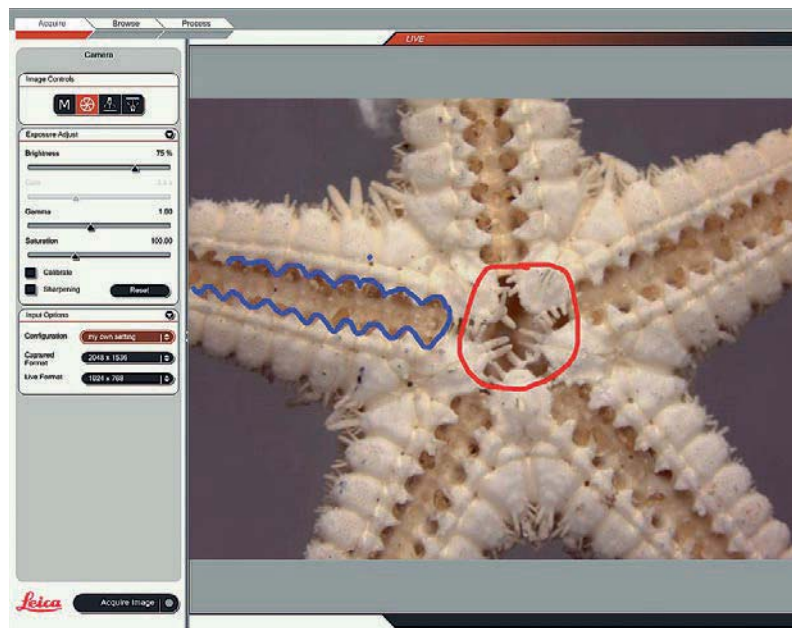 Acquire Browse Process
LIVE
Camera
Image Controls
M
Exposure Adjust
Brightness 75 %
Gamma 1.00
Saturation 100.00
Calibrate
Sharpening Reset
Input Options
Configuration my own setting
Captured Format 2048 x 1536
Live Format 1024 x 768
Leica Acquire Image